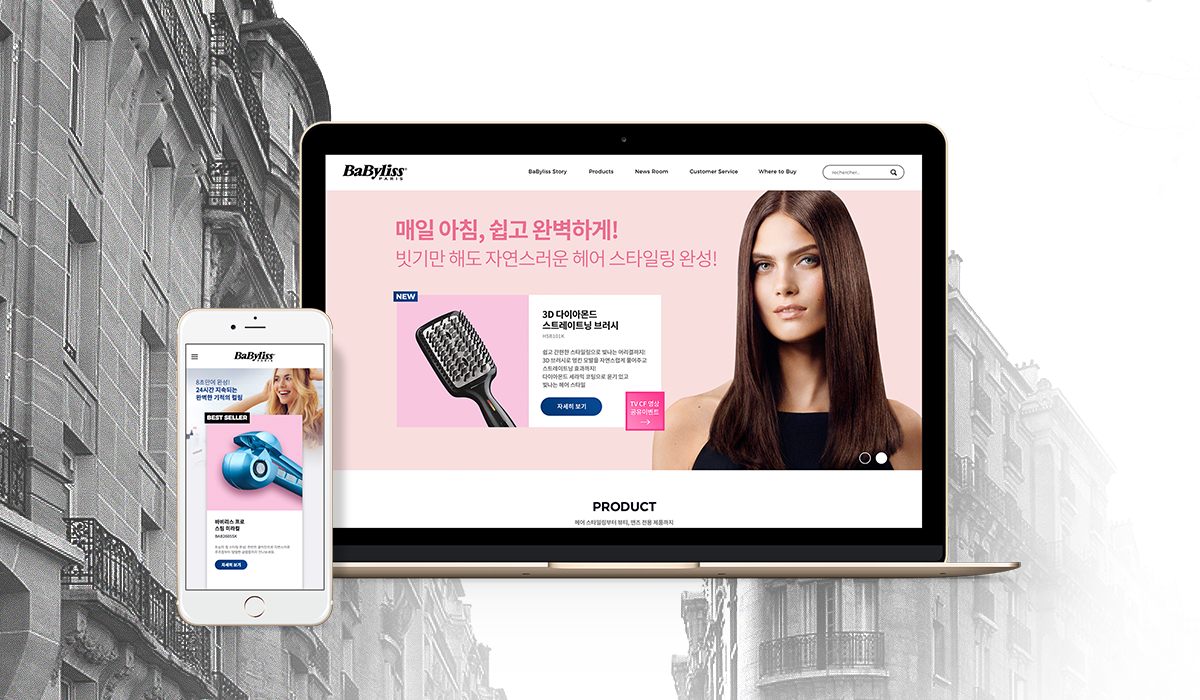 BaByliss
PARIS
BaByliss Story
Products
News Room
Customer Service
Where to Buy
rechercher..
매일 아침, 쉽고 완벽하게!
빗기만 해도 자연스러운 헤어 스타일링 완성!
NEW
3D 다이아몬드
스트레이트닝 브러시
HSB101K
쉽고 간편한 스타일링으로 빛나는 머리결까지!
3D 브러시로 엉킨 모발을 자연스럽게 풀어주고
스트레이트닝 효과까지!
다이아몬드 세라믹 코팅으로 윤기 있고
빛나는 헤어 스타일
자세히 보기
TV CF 영상
공유이벤트
PRODUCT
헤어 스타일링부터 뷰티, 맨즈 전용 제품까지
BaByliss
PARIS
8초만에 완성!
24시간 지속되는
완벽한 기적의 컬링
BEST SELLER
바비리스 프로
스팀 미라컬
자세히 보기